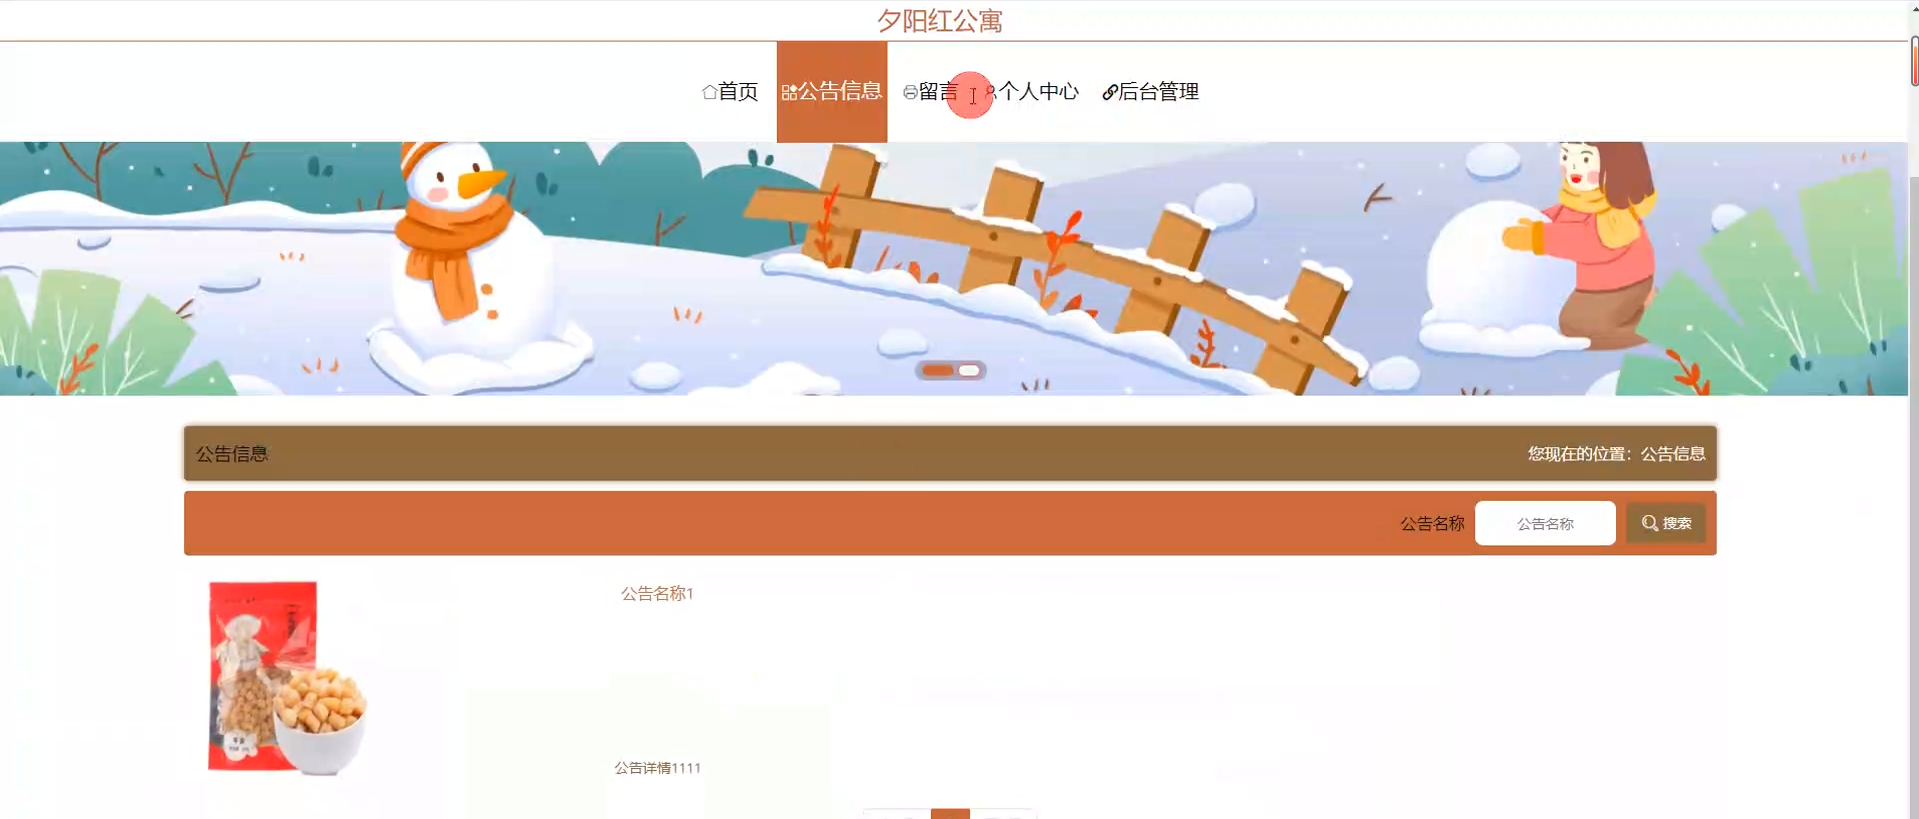 夕阳红公寓
首页 公告信息 留言 个人中心 后台管理
公告信息 您现在的位置：公告信息
公告名称 公告名称 搜索
公告名称1
公告详情1111